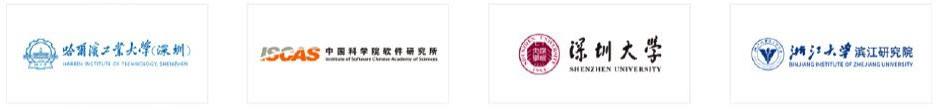 哈爾濱工業大學(深圳)
HARBIN INSTITUTE OF TECHNOLOGY, SHENZHEN
ISCAS 中国科学院软件研究所
Institute of Software Chinese Academy of Sciences
深圳大学
SHENZHEN UNIVERSITY
浙江大学 滨江研究院
BINJIANG INSTITUTE OF ZHEJIANG UNIVERSITY